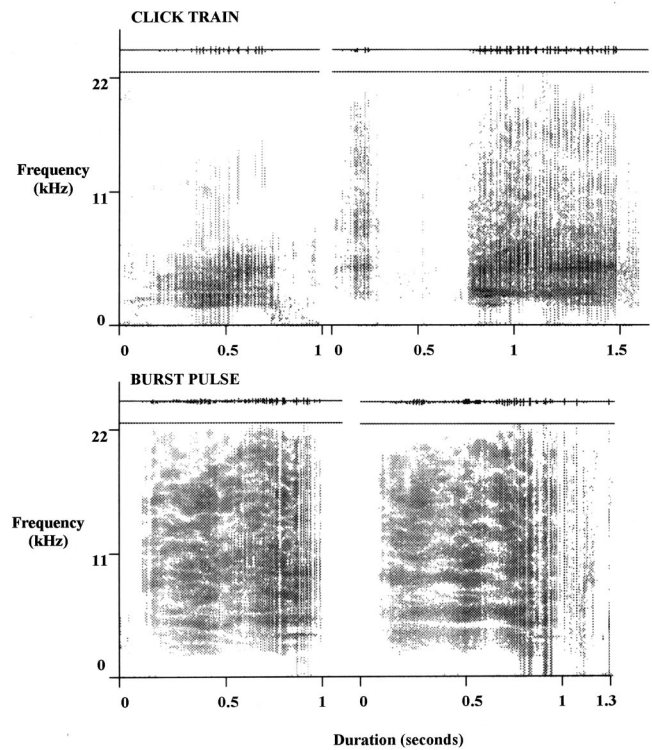 CLICK TRAIN
22
Frequency
(kHz)
11
0
0 0.5 1 0 0.5 1 1.5
BURST PULSE
22
Frequency
(kHz)
11
0
0 0.5 1 0 0.5 1 1.3
Duration (seconds)